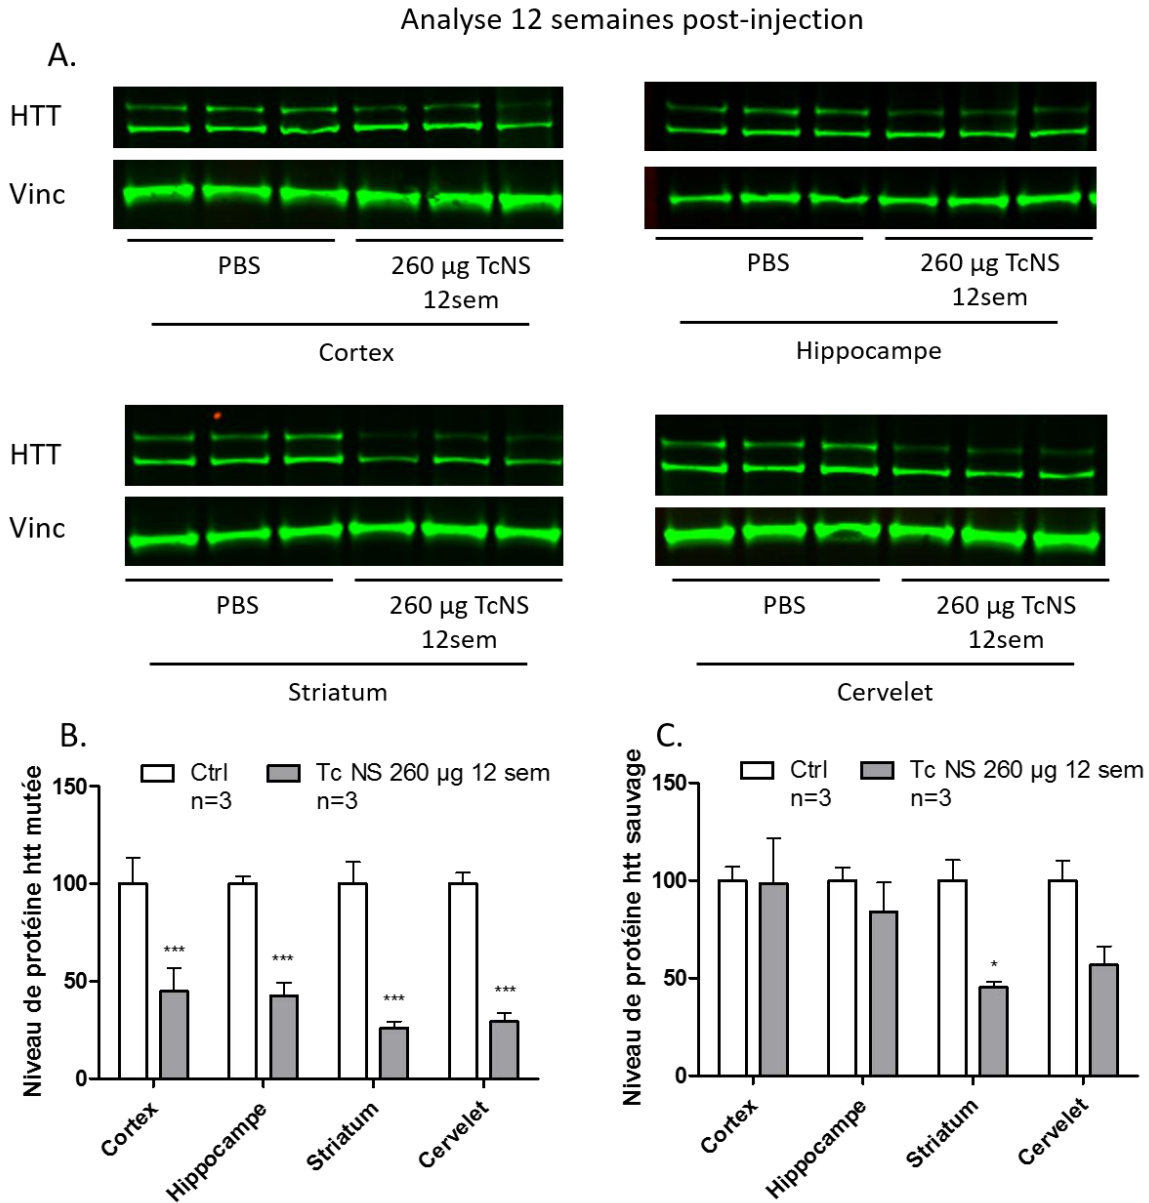 Analyse 12 semaines post-injection
A.
HTT
Vinc
PBS
260 µg TcNS
12sem
Cortex
PBS
260 µg TcNS
12sem
Hippocampe
HTT
Vinc
PBS
260 µg TcNS
12sem
Striatum
PBS
260 µg TcNS
12sem
Cervelet
B.
Ctrl
n=3
Tc NS 260 µg 12 sem
n=3
Niveau de protéine htt mutée
150
100
50
0
***
***
***
***
Cortex
Hippocampe
Striatum
Cervelet
C.
Ctrl
n=3
Tc NS 260 µg 12 sem
n=3
Niveau de protéine htt sauvage
150
100
50
0
*
Cortex
Hippocampe
Striatum
Cervelet